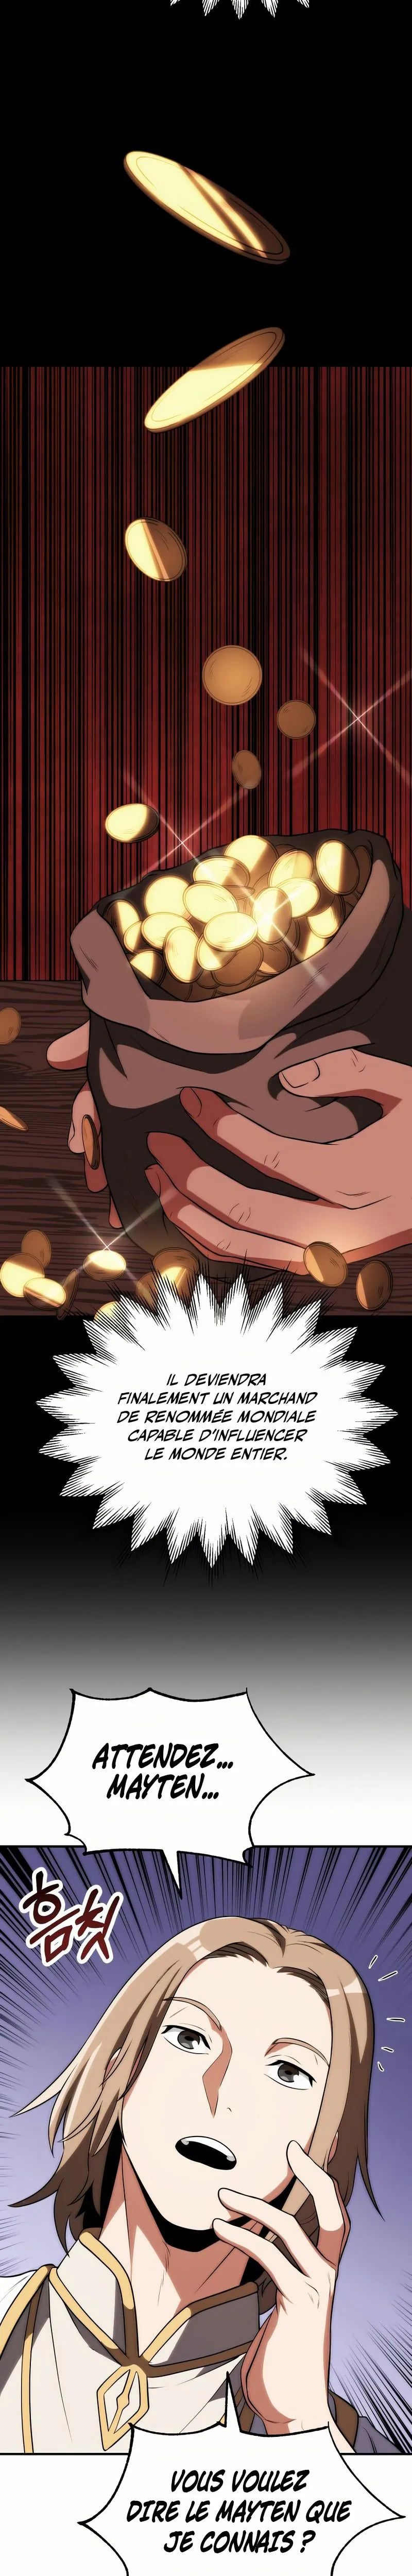 IL DEVIENDRA
FINALEMENT UN MARCHAND
DE RENOMMÉE MONDIALE
CAPABLE D'INFLUENCER
LE MONDE ENTIER.
ATTENDEZ...
MAYTEN...
흠칫
VOUS VOULEZ
DIRE LE MAYTEN QUE
JE CONNAIS ?